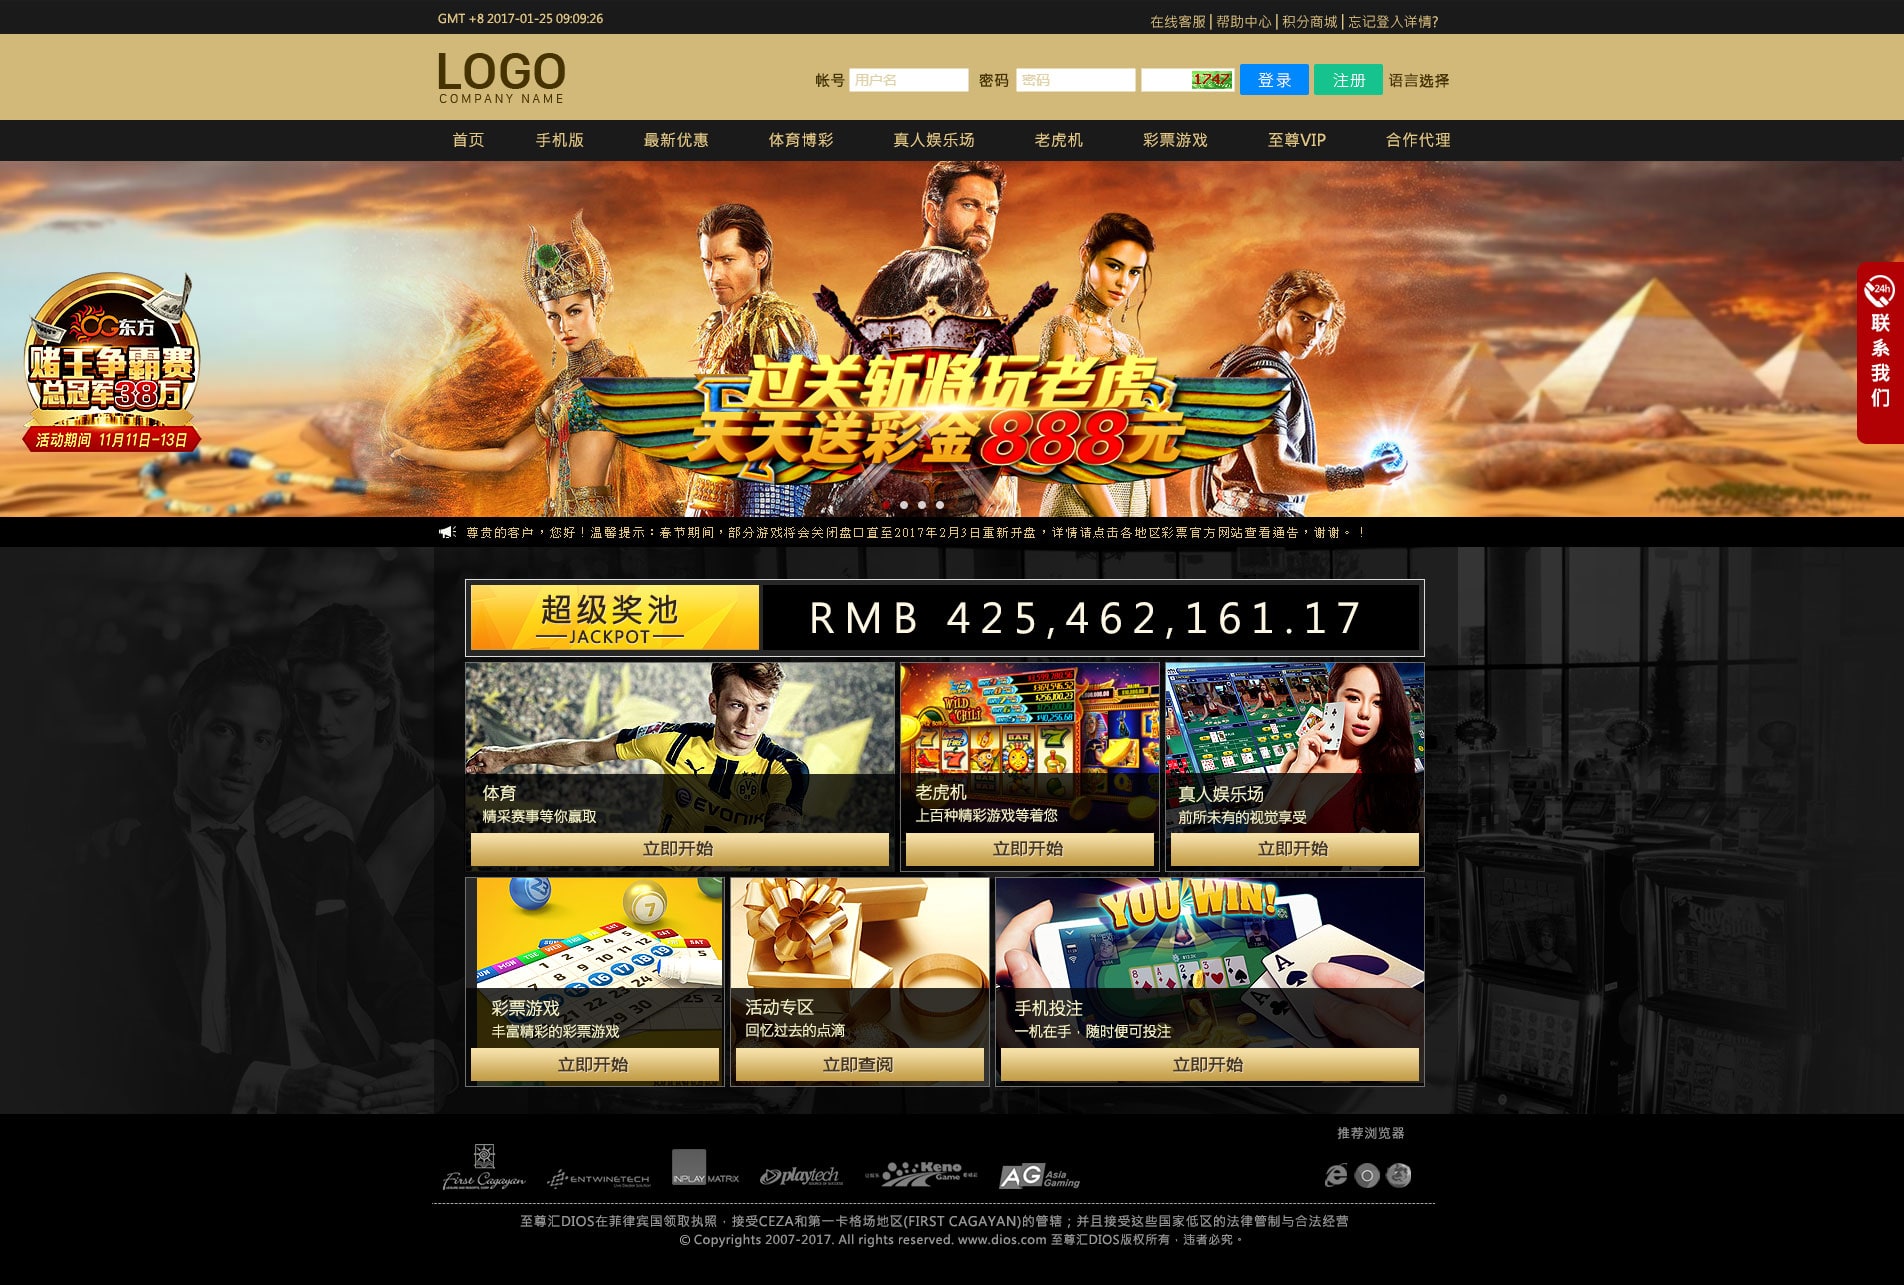 GMT +8 2017-01-25 09:09:26
在线客服 | 帮助中心 | 积分商城 | 忘记登入详情?
LOGO
COMPANY NAME
帐号 用户名 密码 密码 1747 登录 注册 语言选择
首页 手机版 最新优惠 体育博彩 真人娱乐场 老虎机 彩票游戏 至尊VIP 合作代理
OG东方
赌王争霸赛
总冠军38万
活动期间 11月11日-13日
过关斩将玩老虎
天天送彩金888元
24h
联系我们
尊贵的客户，您好！温馨提示：春节期间，部分游戏将会关闭盘口直至2017年2月3日重新开盘，详情请点击各地区彩票官方网站查看通告，谢谢。！
超级奖池
JACKPOT
RMB 425,462,161.17
WILD CHILI
BVB 09
EVONIK
体育
精采赛事等你赢取
立即开始
老虎机
上百种精彩游戏等着您
立即开始
真人娱乐场
前所未有的视觉享受
立即开始
YOU WIN!
彩票游戏
丰富精彩的彩票游戏
立即开始
活动专区
回忆过去的点滴
立即查阅
手机投注
一机在手，随时便可投注
立即开始
推荐浏览器
First Cagayan
ENTWINETECH
INPLAY MATRIX
playtech
Keno Game
AG Asia Gaming
至尊汇DIOS在菲律宾国领取执照，接受CEZA和第一卡格场地区(FIRST CAGAYAN)的管辖；并且接受这些国家低区的法律管制与合法经营
© Copyrights 2007-2017. All rights reserved. www.dios.com 至尊汇DIOS版权所有，违者必究。